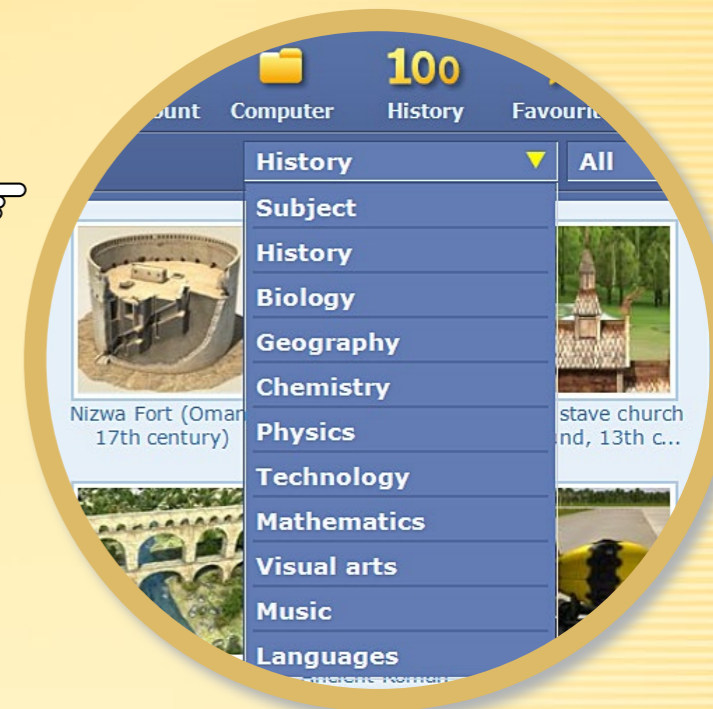 100
Computer History
History All
Subject
History
Biology
Geography
Chemistry
Physics
Technology
Mathematics
Visual arts
Music
Languages
Nizwa Fort (Oman
17th century)
stave church
13th c...